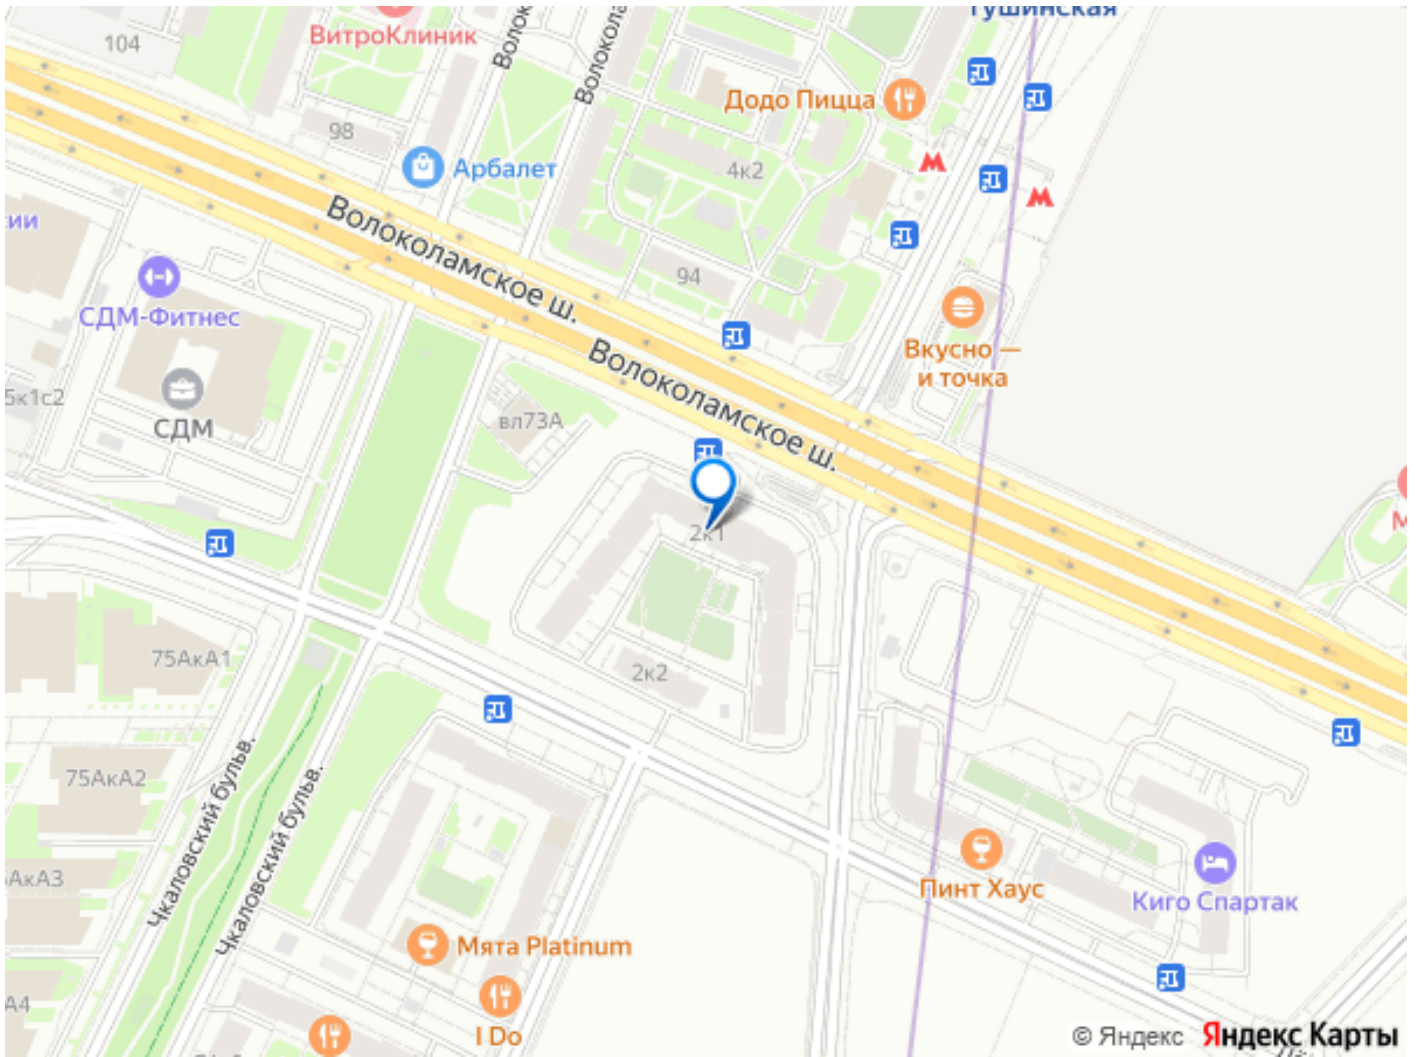 Тушинская
104
ВитроКлиник
Додо Пицца
98
Арбалет
4к2
Волоколамское ш.
94
СДМ-Фитнес
Вкусно —
и точка
Волоколамское ш.
5к1с2
СДМ
вл73А
2к1
75АкА1
2к2
75АкА2
Чкаловский бульв.
Чкаловский бульв.
АкА3
Пинт Хаус
Киго Спартак
Мята Platinum
А4
I Do
© Яндекс Яндекс Карты